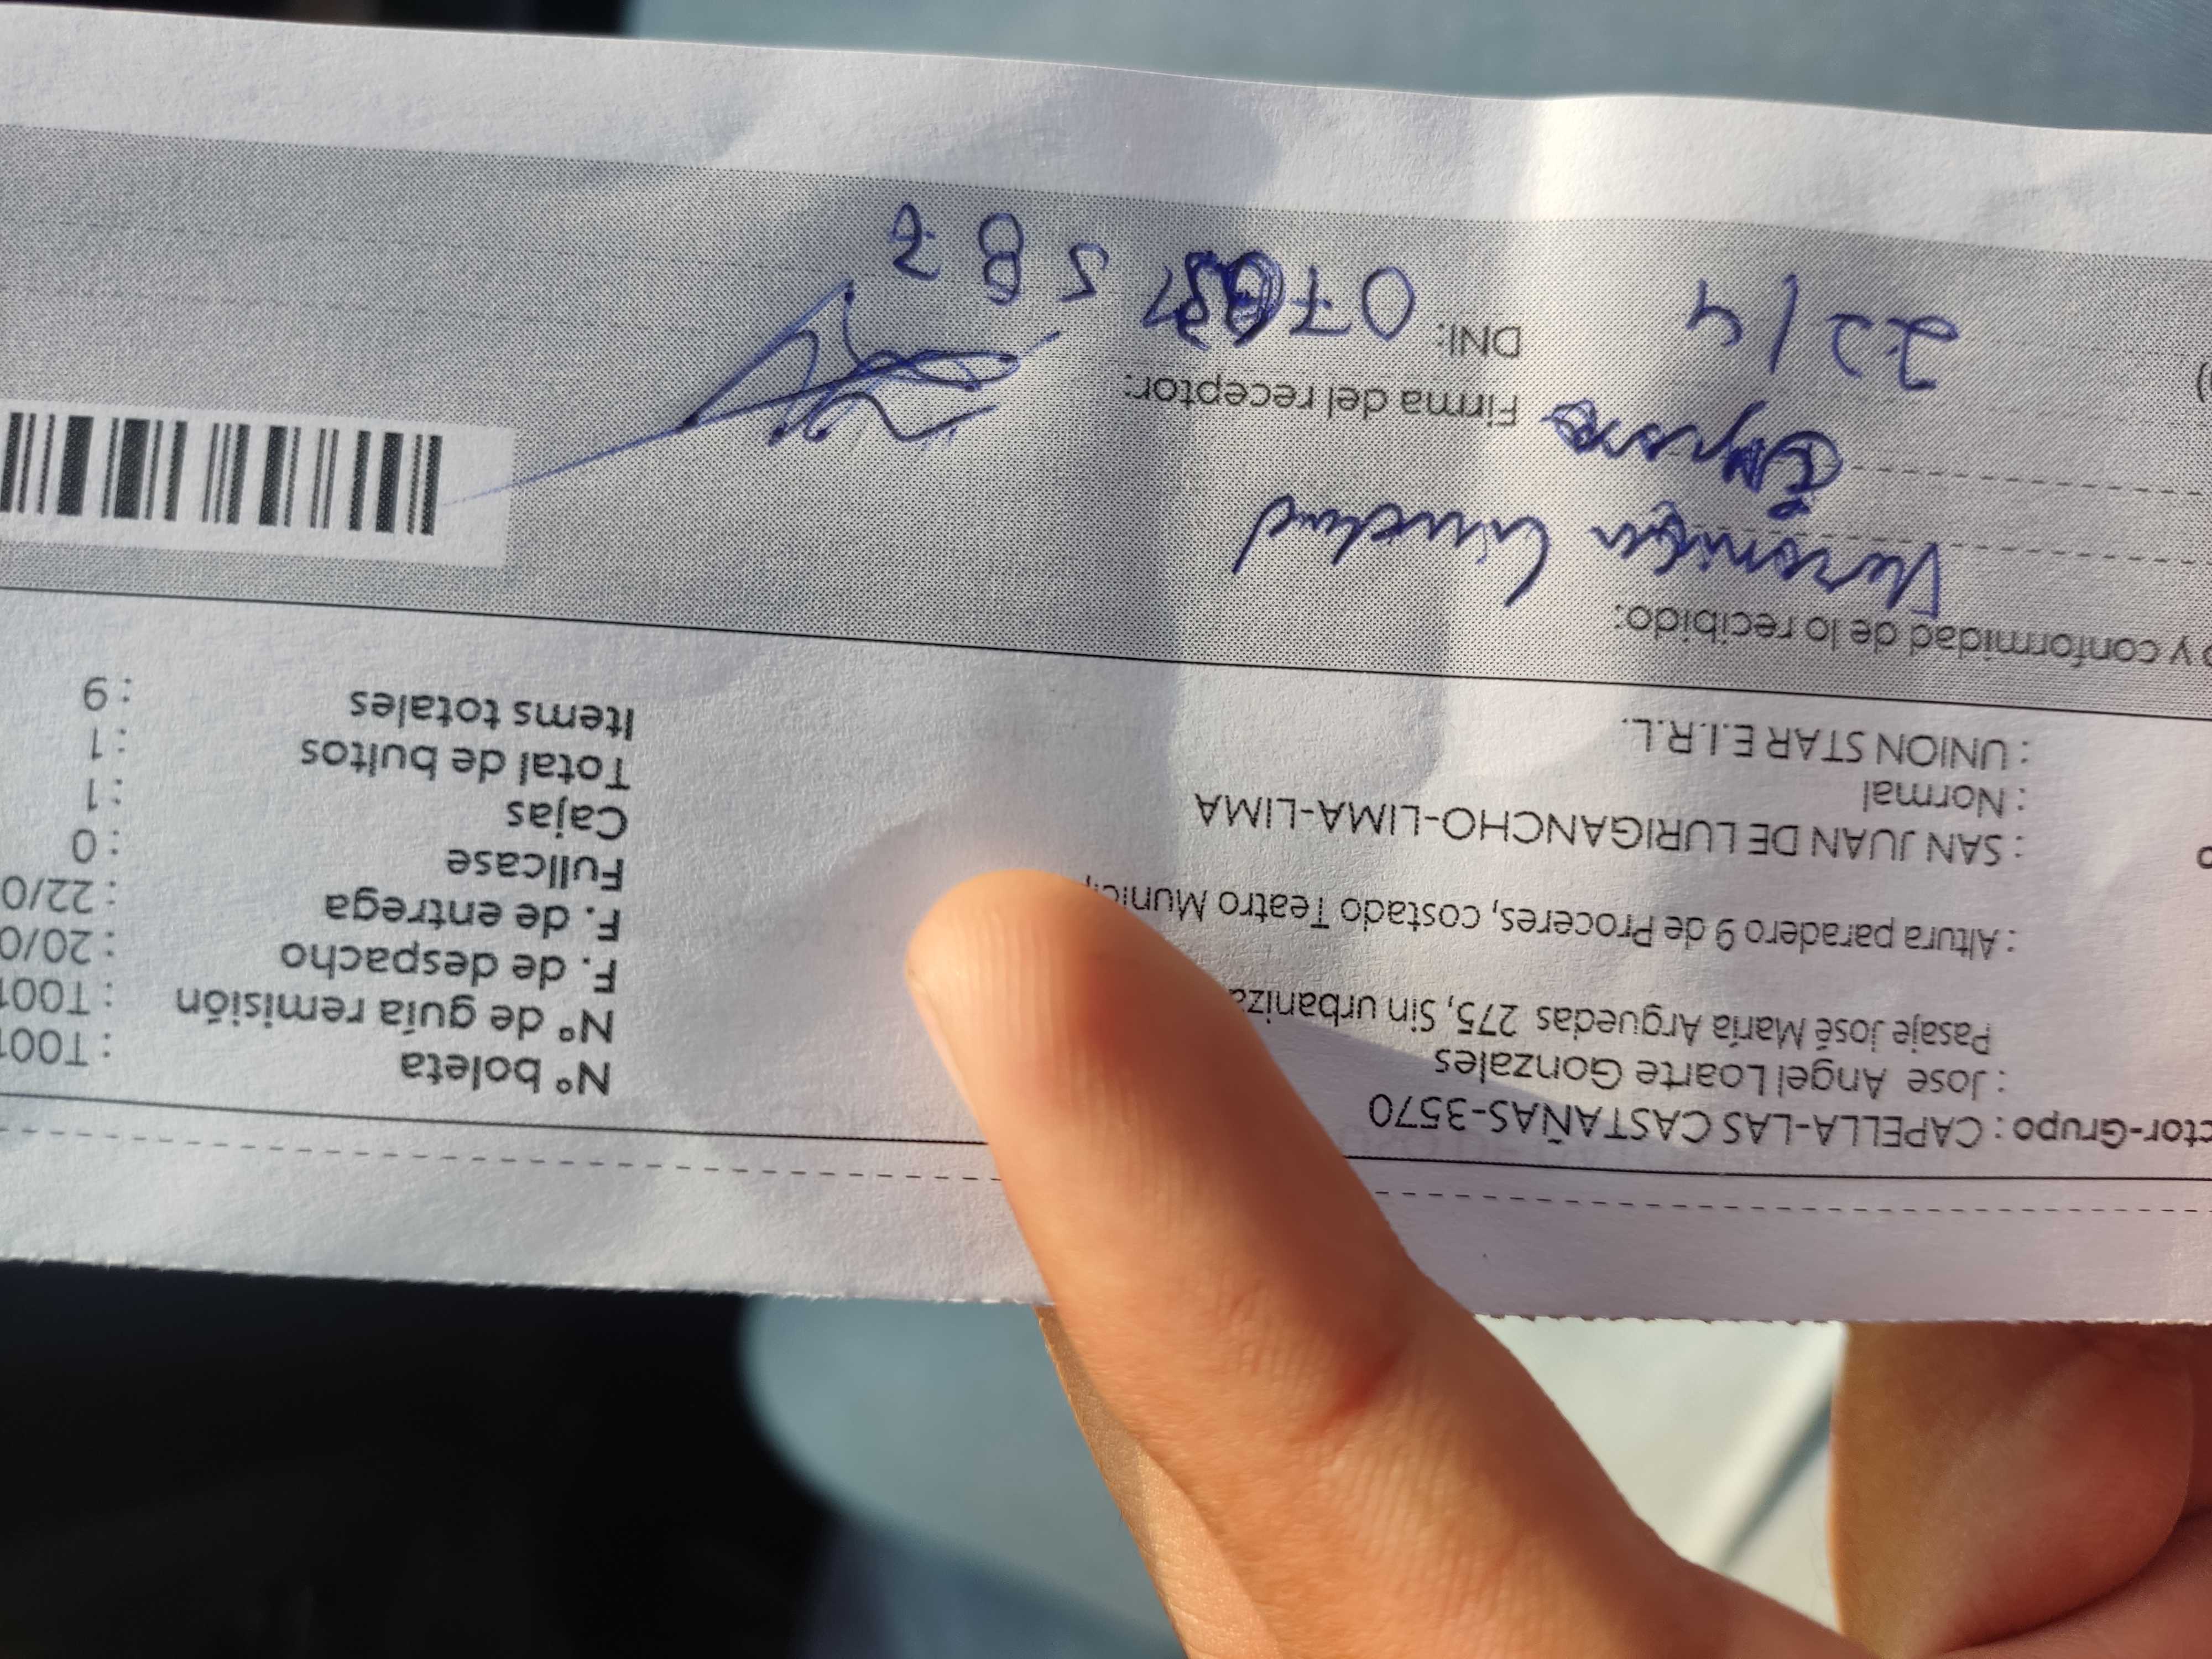 ctor-Grupo : CAPELLA-LAS CASTAÑAS-3570
: Jose Angel Loarte Gonzales
Pasaje José María Arguedas 275, Sin urbaniza
: Altura paradero 9 de Proceres, costado Teatro Munic
: SAN JUAN DE LURIGANCHO-LIMA-LIMA
: Normal
: UNION STAR E.I.R.L.
Nº boleta : T001
Nº de guía remisión : T001
F. de despacho : 20/0
F. de entrega : 22/0
Fullcase : 0
Cajas : 1
Total de bultos : 1
Items totales : 9
y conformidad de lo recibido:
Veronika
22/4
Firma del receptor:
DNI: